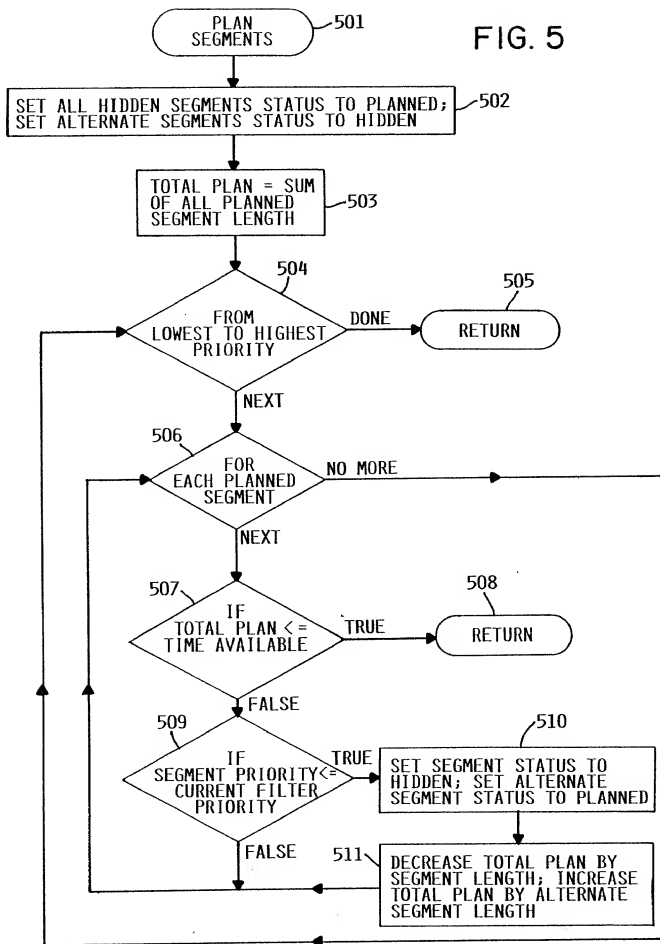 FIG. 5
PLAN
SEGMENTS
501
SET ALL HIDDEN SEGMENTS STATUS TO PLANNED;
SET ALTERNATE SEGMENTS STATUS TO HIDDEN
502
TOTAL PLAN = SUM
OF ALL PLANNED
SEGMENT LENGTH
503
504
FROM
LOWEST TO HIGHEST
PRIORITY
DONE
505
RETURN
NEXT
506
FOR
EACH PLANNED
SEGMENT
NO MORE
NEXT
507
IF
TOTAL PLAN <=
TIME AVAILABLE
TRUE
508
RETURN
FALSE
509
IF
SEGMENT PRIORITY<=
CURRENT FILTER
PRIORITY
TRUE
510
SET SEGMENT STATUS TO
HIDDEN; SET ALTERNATE
SEGMENT STATUS TO PLANNED
FALSE
511
DECREASE TOTAL PLAN BY
SEGMENT LENGTH; INCREASE
TOTAL PLAN BY ALTERNATE
SEGMENT LENGTH